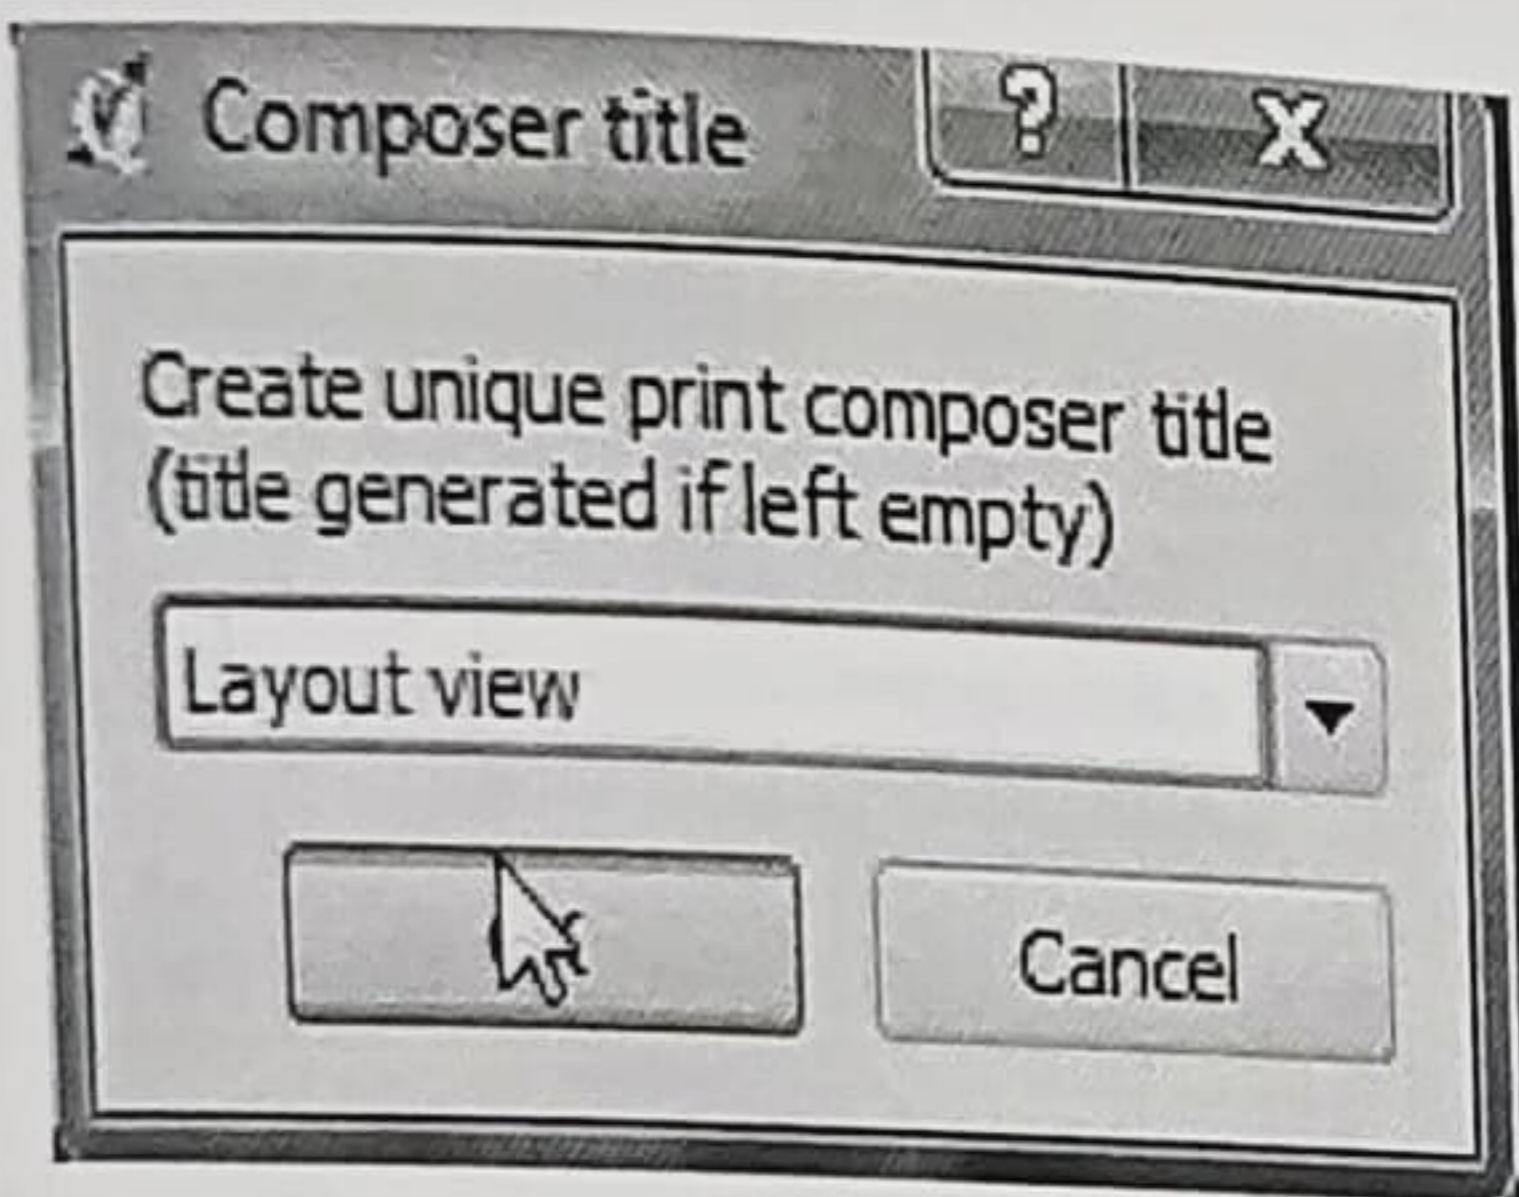 Composer title
? X
Create unique print composer title
(title generated if left empty)
Layout view
Cancel